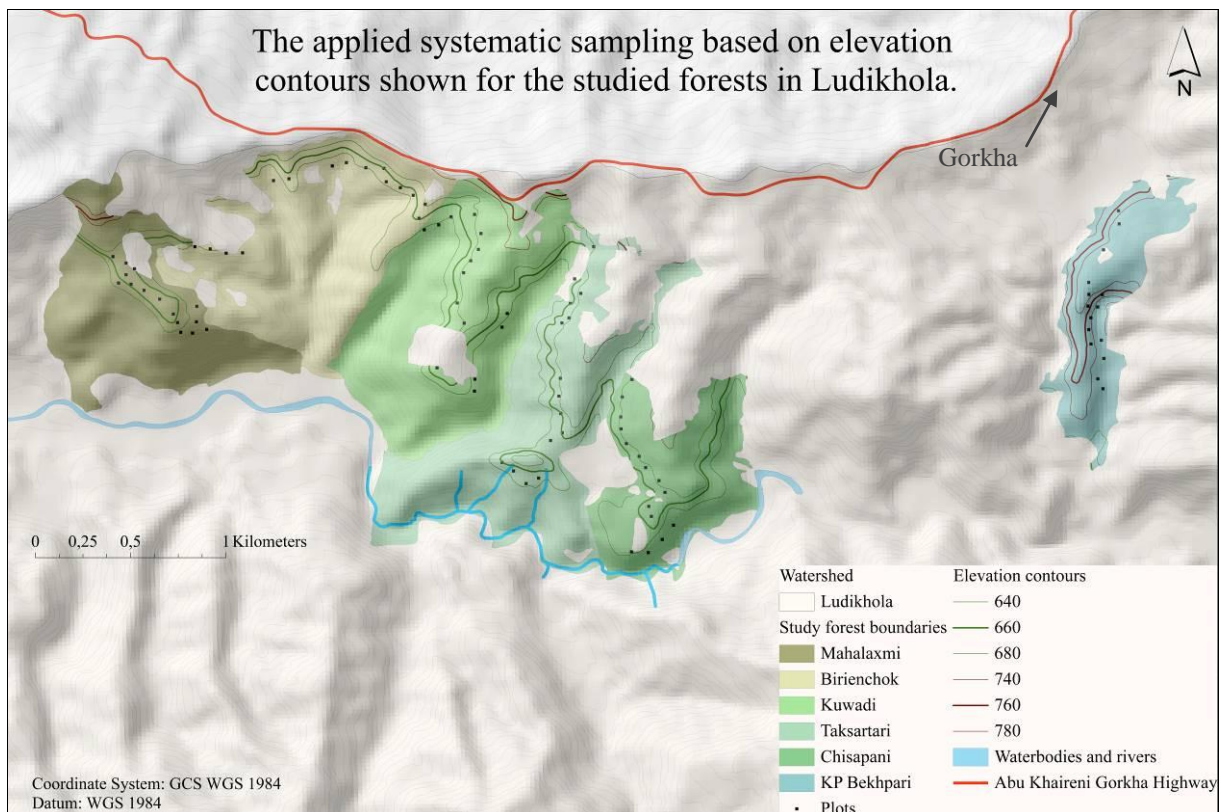 The applied systematic sampling based on elevation
contours shown for the studied forests in Ludikhola.
N
Gorkha
0 0,25 0,5 1 Kilometers
Watershed
Ludikhola
Study forest boundaries
Mahalaxmi
Birienchok
Kuwadi
Taksartari
Chisapani
KP Bekhpari
Plots
Elevation contours
640
660
680
740
760
780
Waterbodies and rivers
Abu Khaireni Gorkha Highway
Coordinate System: GCS WGS 1984
Datum: WGS 1984